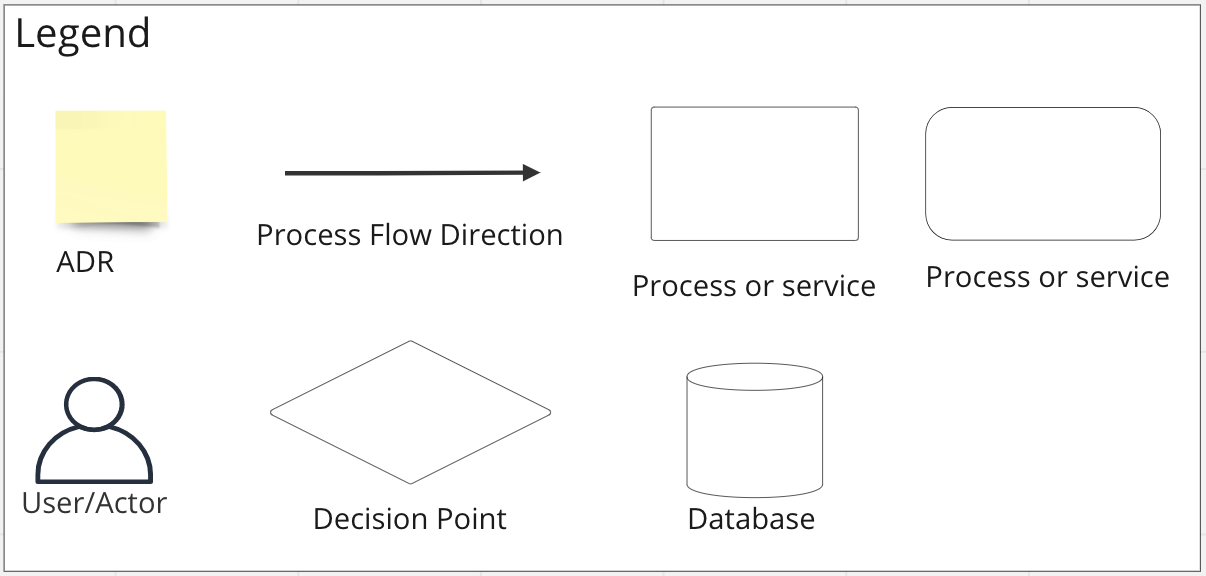 Legend
ADR
Process Flow Direction
Process or service
Process or service
User/Actor
Decision Point
Database